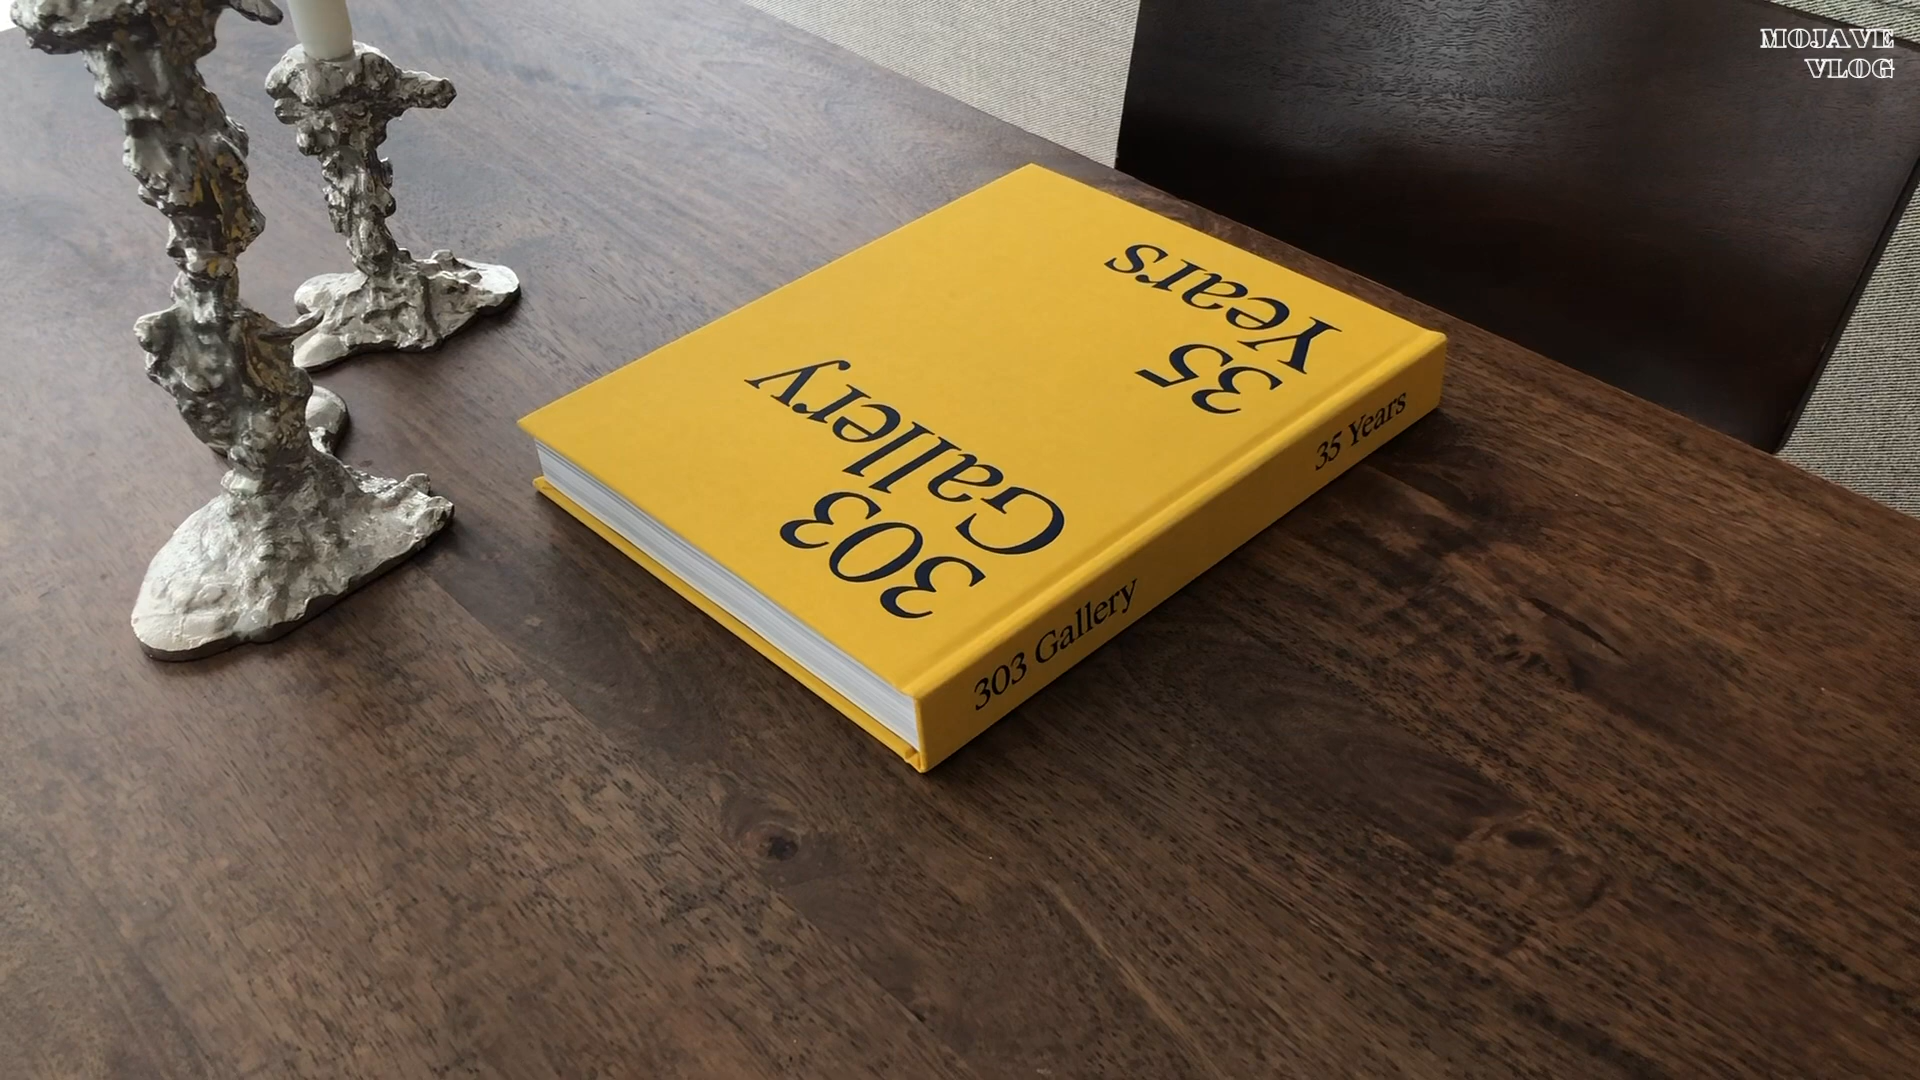 MOJAVE
VLOG
303
Gallery
35
Years
303 Gallery 35 Years